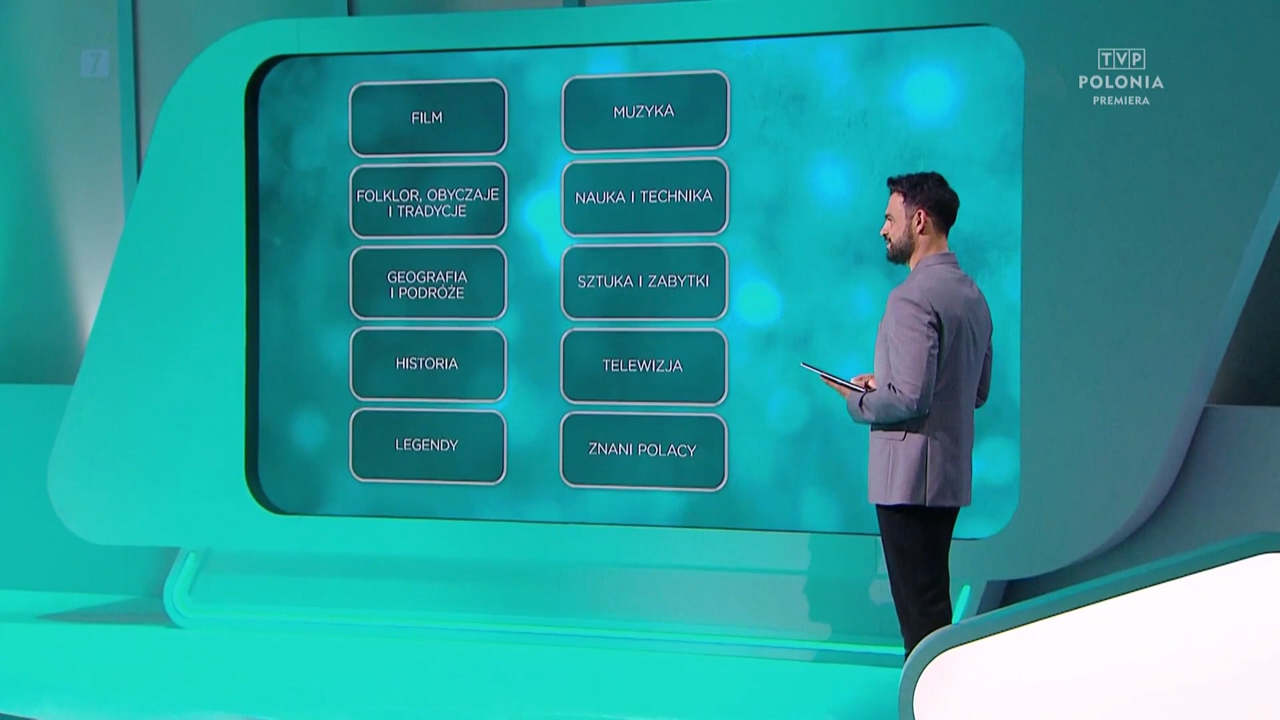 7
TVP
POLONIA
PREMIERA
FILM
FOLKLOR, OBYCZAJE
I TRADYCJE
GEOGRAFIA
I PODRÓŻE
HISTORIA
LEGENDY
MUZYKA
NAUKA I TECHNIKA
SZTUKA I ZABYTKI
TELEWIZJA
ZNANI POLACY